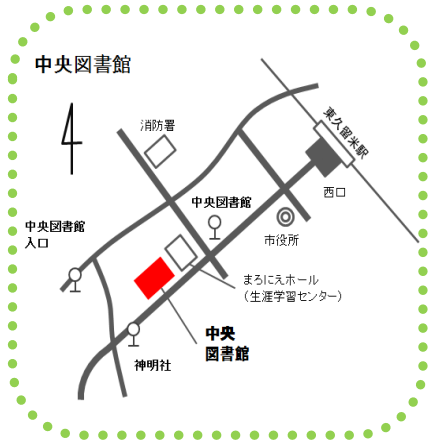 中央図書館
東久留米駅
消防署
西口
中央図書館
中央図書館
入口
市役所
まろにえホール
（生涯学習センター）
中央
図書館
神明社